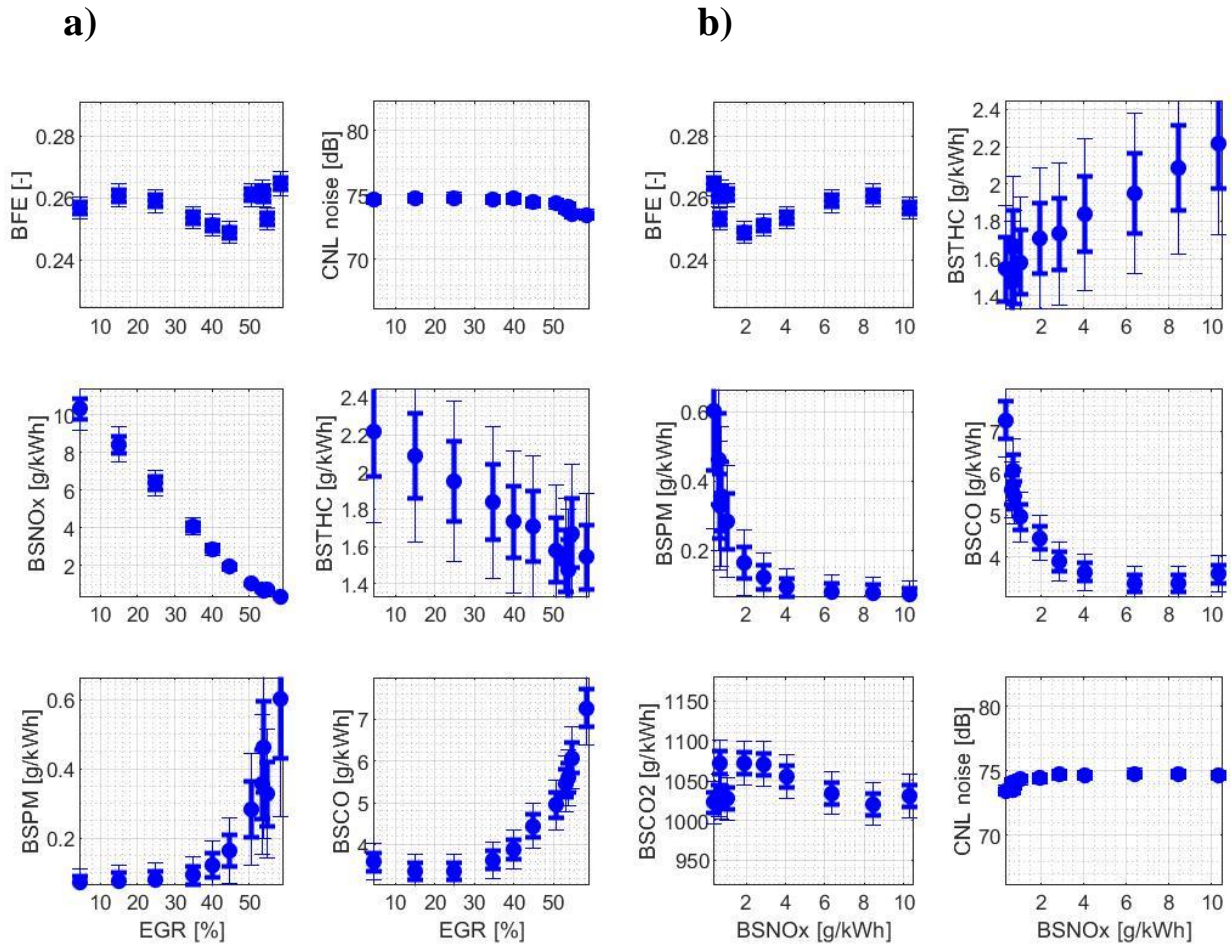 a)
b)
0.28
0.26
0.24
BFE [-]
10 20 30 40 50
80
75
70
CNL noise [dB]
10 20 30 40 50
0.28
0.26
0.24
BFE [-]
2 4 6 8 10
2.4
2.2
2
1.8
1.6
1.4
BSTHC [g/kWh]
2 4 6 8 10
10
8
6
4
2
BSNOx [g/kWh]
10 20 30 40 50
2.4
2.2
2
1.8
1.6
1.4
BSTHC [g/kWh]
10 20 30 40 50
0.6
0.4
0.2
BSPM [g/kWh]
2 4 6 8 10
7
6
5
4
BSCO [g/kWh]
2 4 6 8 10
0.6
0.4
0.2
BSPM [g/kWh]
10 20 30 40 50
EGR [%]
7
6
5
4
BSCO [g/kWh]
10 20 30 40 50
EGR [%]
1150
1100
1050
1000
950
BSCO2 [g/kWh]
2 4 6 8 10
BSNOx [g/kWh]
80
75
70
CNL noise [dB]
2 4 6 8 10
BSNOx [g/kWh]